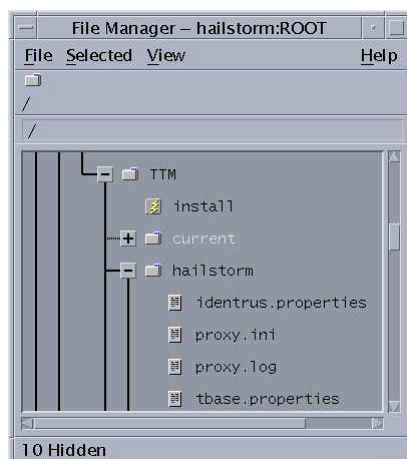 File Manager – hailstorm:ROOT
File Selected View Help
/
/
TTM
install
current
hailstorm
identrus.properties
proxy.ini
proxy.log
tbase.properties
10 Hidden